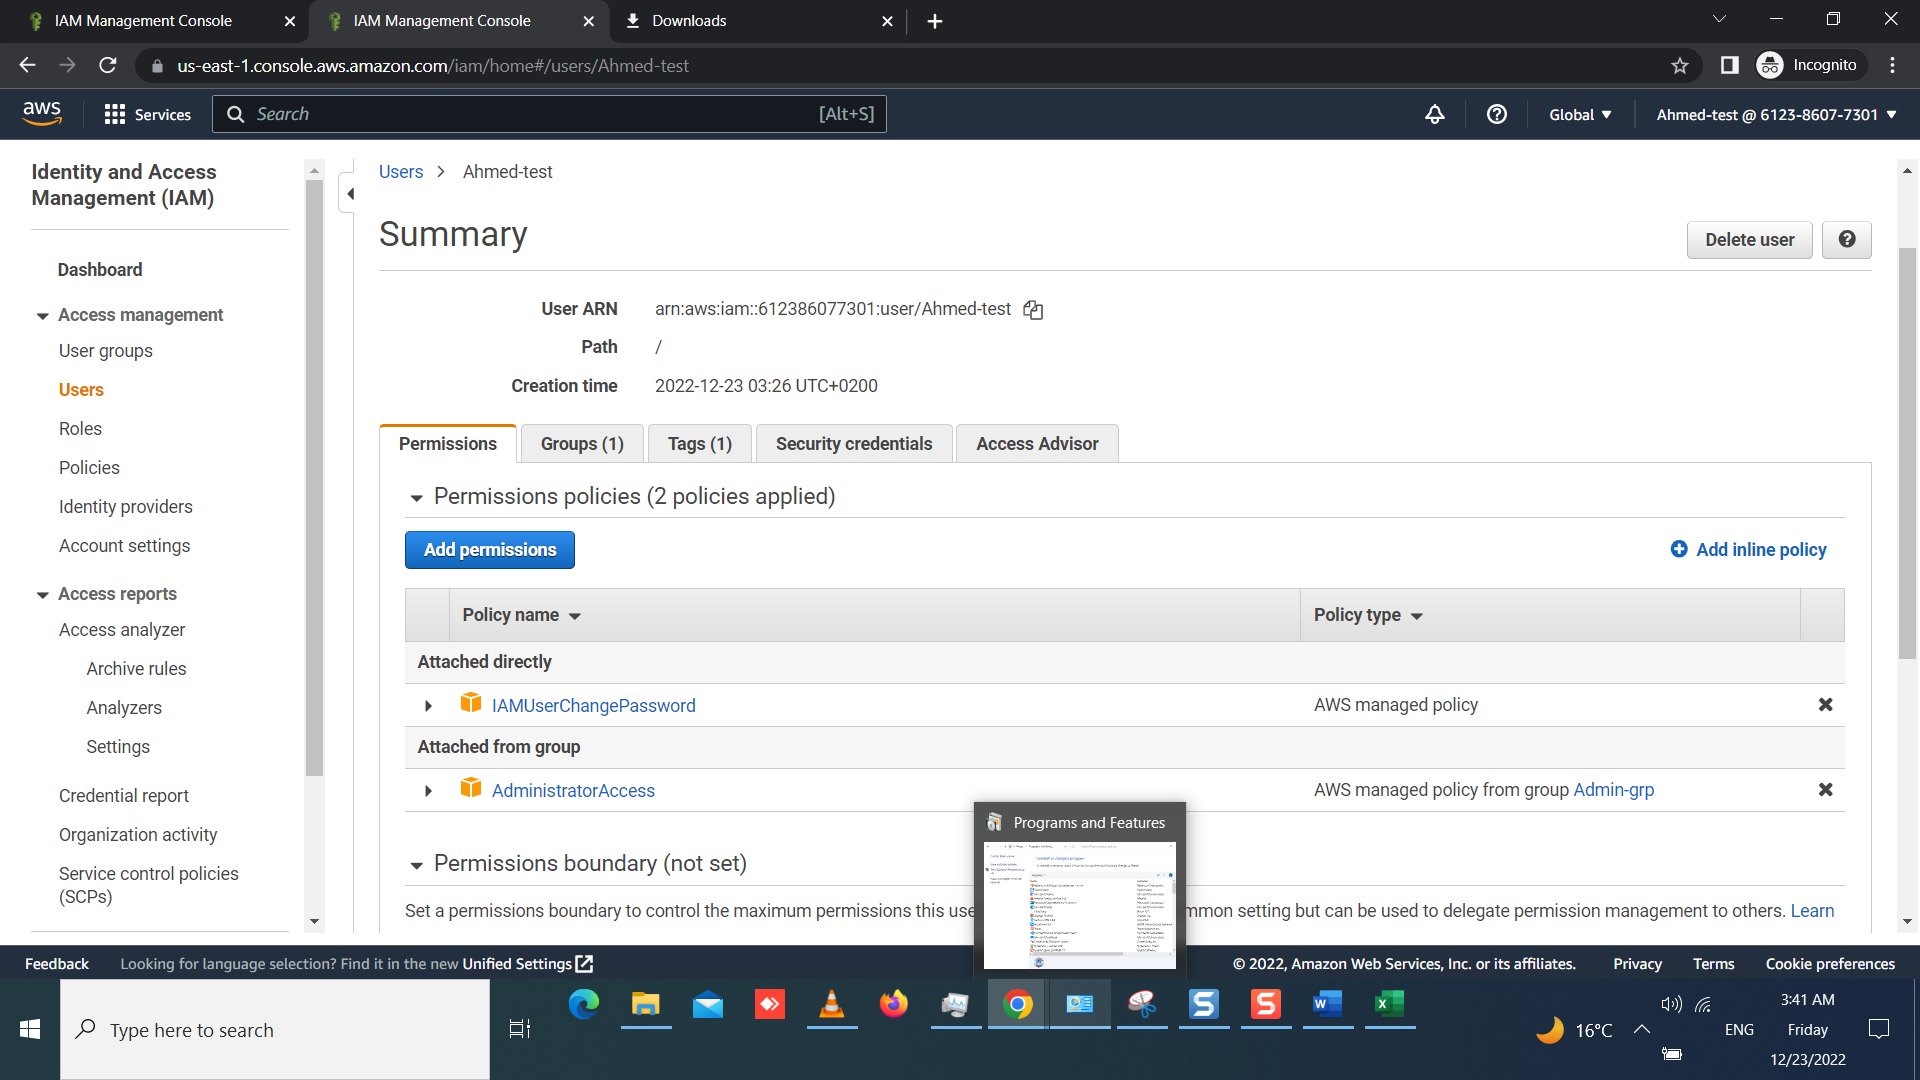 IAM Management Console
IAM Management Console
Downloads
us-east-1.console.aws.amazon.com/iam/home#/users/Ahmed-test
Incognito
aws
Services
Search
[Alt+S]
Global
Ahmed-test @ 6123-8607-7301
Identity and Access
Management (IAM)
Dashboard
Access management
User groups
Users
Roles
Policies
Identity providers
Account settings
Access reports
Access analyzer
Archive rules
Analyzers
Settings
Credential report
Organization activity
Service control policies
(SCPs)
Users > Ahmed-test
Summary
Delete user
User ARN arn:aws:iam::612386077301:user/Ahmed-test
Path /
Creation time 2022-12-23 03:26 UTC+0200
Permissions
Groups (1)
Tags (1)
Security credentials
Access Advisor
Permissions policies (2 policies applied)
Add permissions
Add inline policy
Policy name
Policy type
Attached directly
IAMUserChangePassword
AWS managed policy
Attached from group
AdministratorAccess
AWS managed policy from group Admin-grp
Programs and Features
Permissions boundary (not set)
Set a permissions boundary to control the maximum permissions this use
mmon setting but can be used to delegate permission management to others. Learn
Feedback
Looking for language selection? Find it in the new Unified Settings
© 2022, Amazon Web Services, Inc. or its affiliates.
Privacy
Terms
Cookie preferences
Type here to search
16°C
ENG
3:41 AM
Friday
12/23/2022